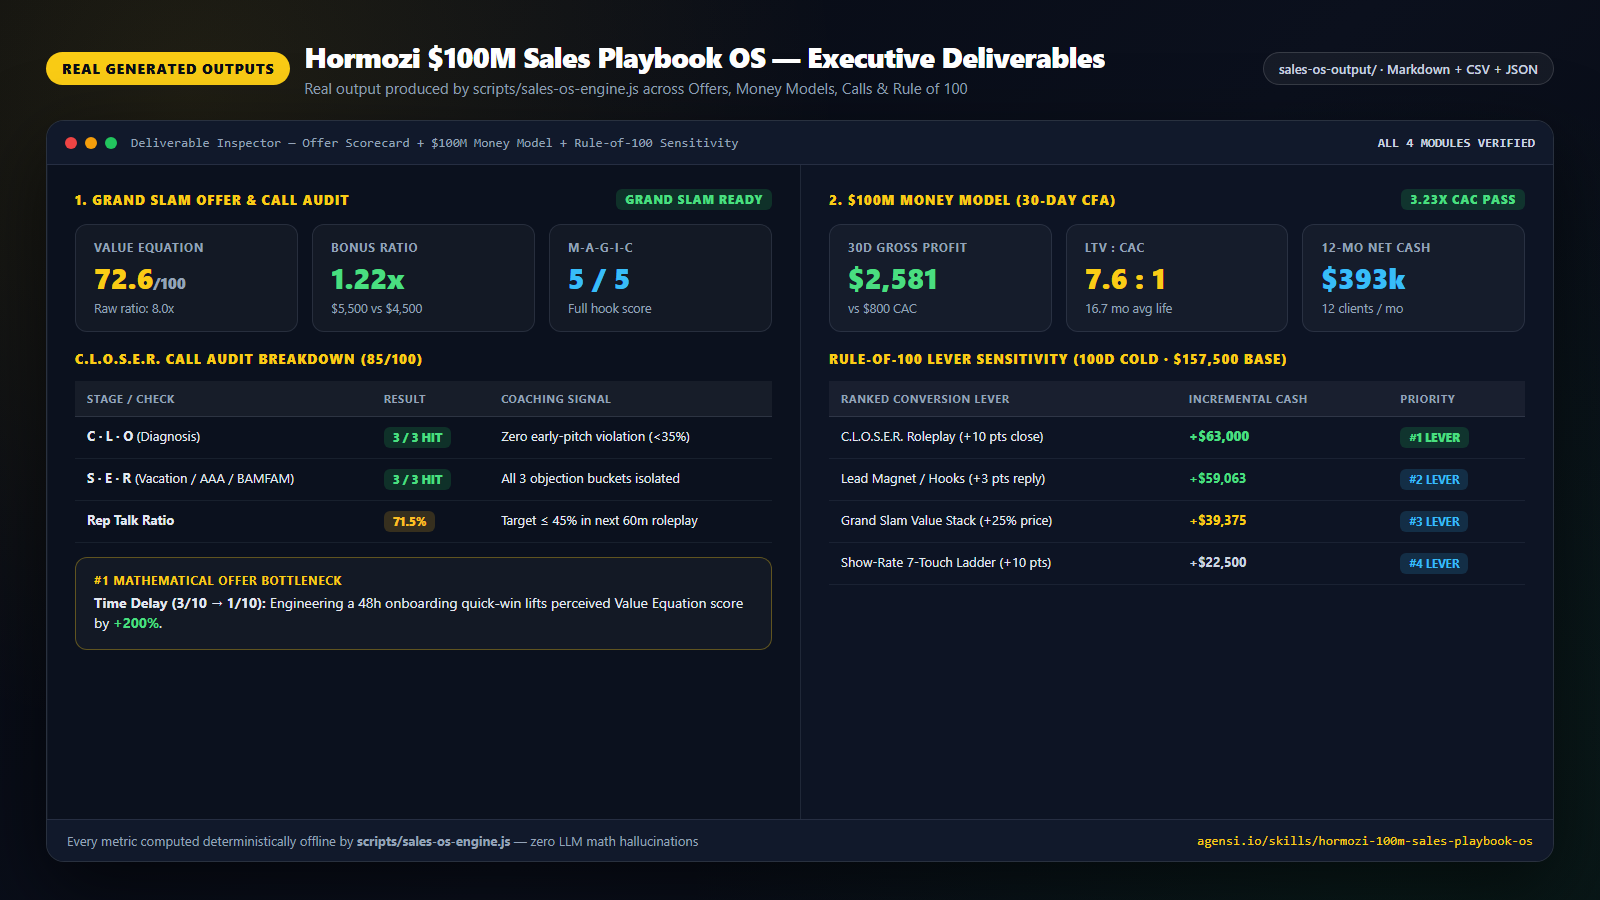 REAL GENERATED OUTPUTS
Hormozi $100M Sales Playbook OS — Executive Deliverables
Real output produced by scripts/sales-os-engine.js across Offers, Money Models, Calls & Rule of 100
sales-os-output/ · Markdown + CSV + JSON
Deliverable Inspector — Offer Scorecard + $100M Money Model + Rule-of-100 Sensitivity
ALL 4 MODULES VERIFIED
1. GRAND SLAM OFFER & CALL AUDIT
GRAND SLAM READY
VALUE EQUATION
72.6/100
Raw ratio: 8.0x
BONUS RATIO
1.22x
$5,500 vs $4,500
M-A-G-I-C
5 / 5
Full hook score
C.L.O.S.E.R. CALL AUDIT BREAKDOWN (85/100)
STAGE / CHECK RESULT COACHING SIGNAL
C · L · O (Diagnosis) 3 / 3 HIT Zero early-pitch violation (<35%)
S · E · R (Vacation / AAA / BAMFAM) 3 / 3 HIT All 3 objection buckets isolated
Rep Talk Ratio 71.5% Target ≤ 45% in next 60m roleplay
#1 MATHEMATICAL OFFER BOTTLENECK
Time Delay (3/10 → 1/10): Engineering a 48h onboarding quick-win lifts perceived Value Equation score
by +200%.
2. $100M MONEY MODEL (30-DAY CFA)
3.23X CAC PASS
30D GROSS PROFIT
$2,581
vs $800 CAC
LTV : CAC
7.6 : 1
16.7 mo avg life
12-MO NET CASH
$393k
12 clients / mo
RULE-OF-100 LEVER SENSITIVITY (100D COLD · $157,500 BASE)
RANKED CONVERSION LEVER INCREMENTAL CASH PRIORITY
C.L.O.S.E.R. Roleplay (+10 pts close) +$63,000 #1 LEVER
Lead Magnet / Hooks (+3 pts reply) +$59,063 #2 LEVER
Grand Slam Value Stack (+25% price) +$39,375 #3 LEVER
Show-Rate 7-Touch Ladder (+10 pts) +$22,500 #4 LEVER
Every metric computed deterministically offline by scripts/sales-os-engine.js — zero LLM math hallucinations
agensi.io/skills/hormozi-100m-sales-playbook-os